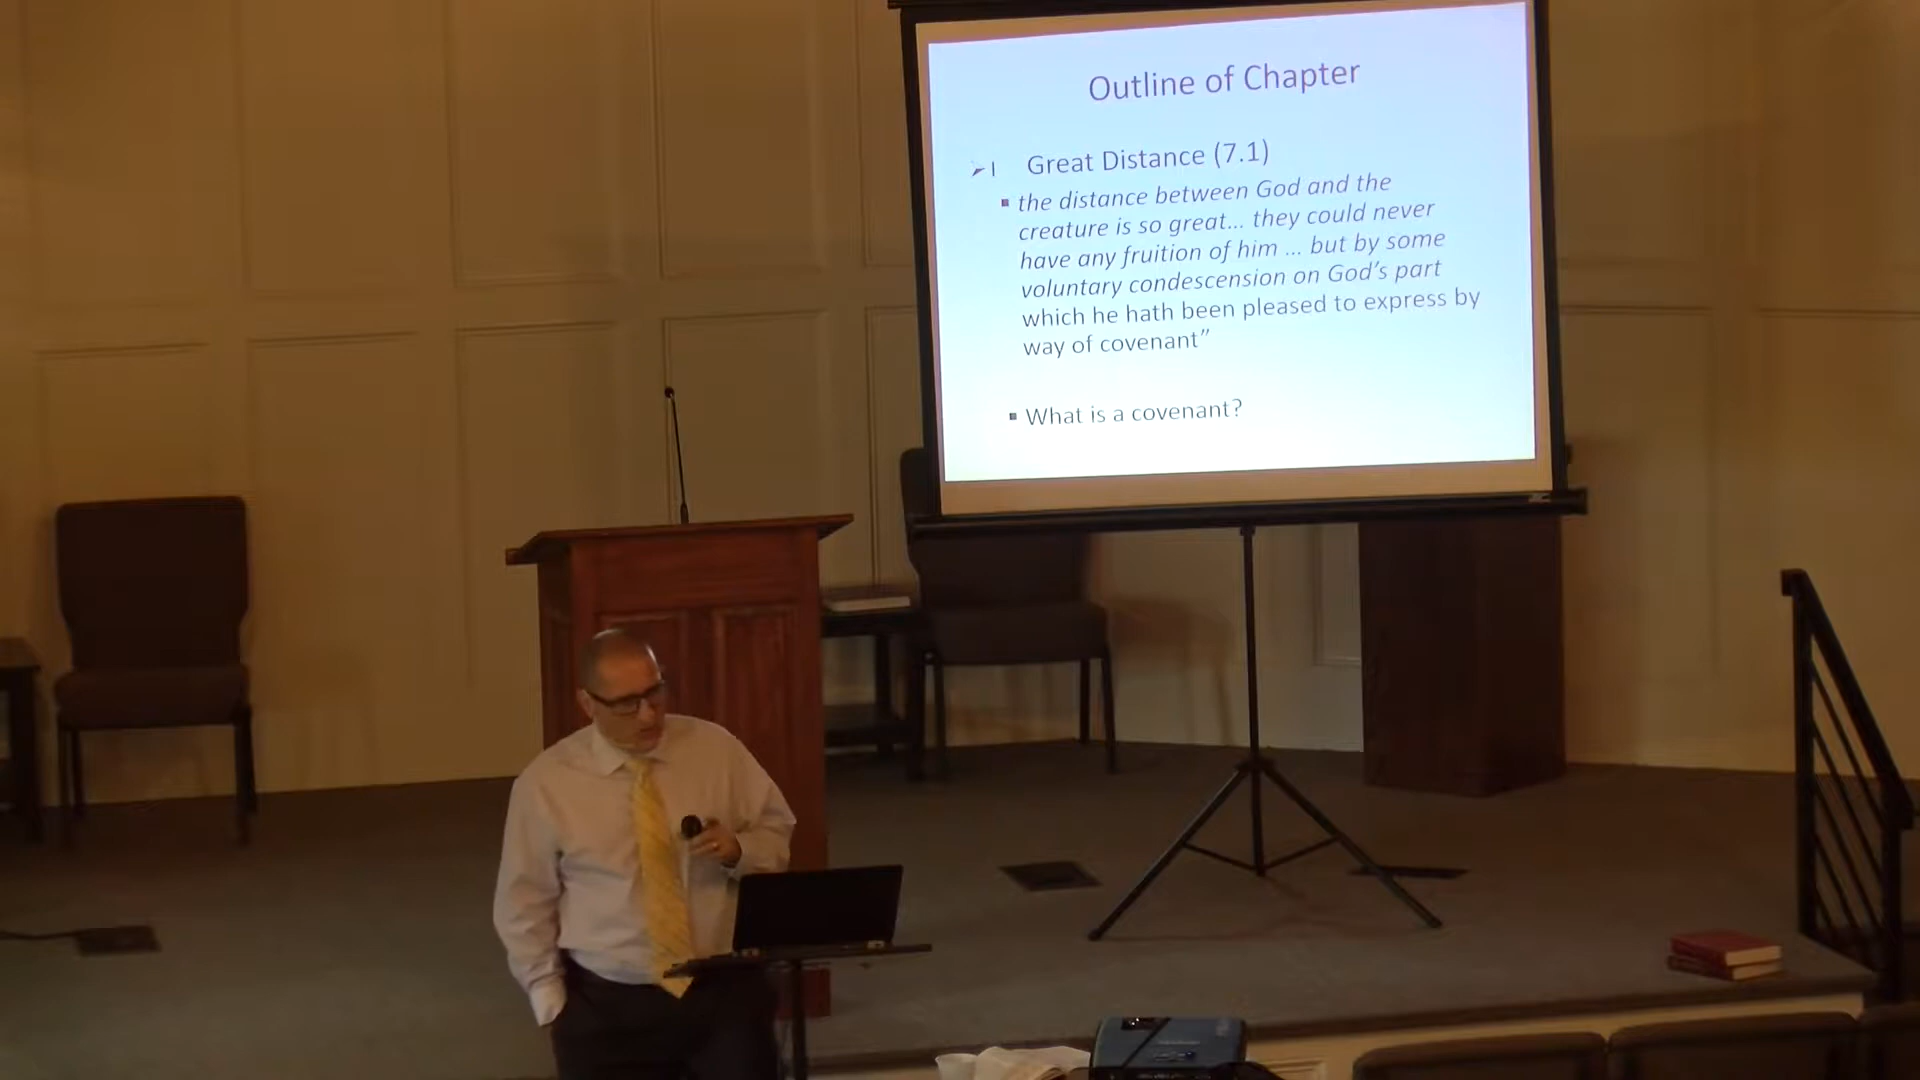 Outline of Chapter
I Great Distance (7.1)
the distance between God and the
creature is so great... they could never
have any fruition of him ... but by some
voluntary condescension on God's part
which he hath been pleased to express by
way of covenant”
What is a covenant?